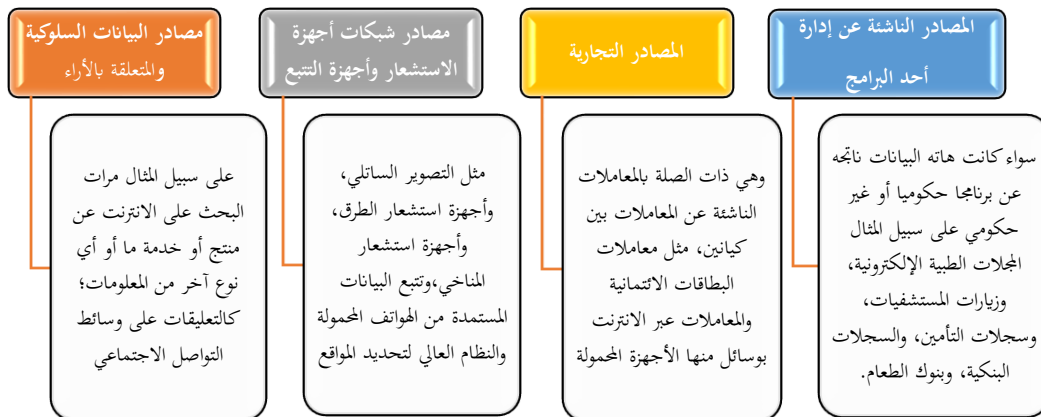 المصادر الناشئة عن إدارة
أحد البرامج
سواء كانت هاته البيانات ناتجه
عن برنامجا حكوميا أو غير
حكومي على سبيل المثال
المجلات الطبية الإلكترونية،
وزيارات المستشفيات،
وسجلات التأمين، والسجلات
البنكية، وبنوك الطعام.
المصادر التجارية
وهي ذات الصلة بالمعاملات
الناشئة عن المعاملات بين
كيانين، مثل معاملات
البطاقات الائتمانية
والمعاملات عبر الانترنت
بوسائل منها الأجهزة المحمولة
مصادر شبكات أجهزة
الاستشعار وأجهزة التتبع
مثل التصوير الساتلي،
وأجهزة استشعار الطرق،
وأجهزة استشعار
المناخي،وتتبع البيانات
المستمدة من الهواتف المحمولة
والنظام العالي لتحديد المواقع
مصادر البيانات السلوكية
والمتعلقة بالأراء
على سبيل المثال مرات
البحث على الانترنت عن
منتج أو خدمة ما أو أي
نوع آخر من المعلومات؛
كالتعليقات على وسائط
التواصل الاجتماعي